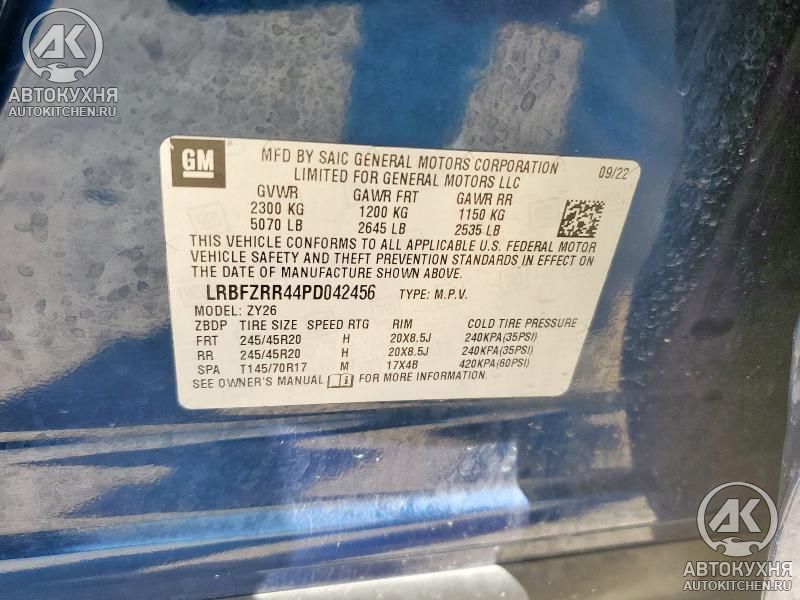 AK
АВТОКУХНЯ
AUTOKITCHEN.RU
GM
MFD BY SAIC GENERAL MOTORS CORPORATION
LIMITED FOR GENERAL MOTORS LLC
09/22
GVWR GAWR FRT GAWR RR
2300 KG 1200 KG 1150 KG
5070 LB 2645 LB 2535 LB
THIS VEHICLE CONFORMS TO ALL APPLICABLE U.S. FEDERAL MOTOR
VEHICLE SAFETY AND THEFT PREVENTION STANDARDS IN EFFECT ON
THE DATE OF MANUFACTURE SHOWN ABOVE.
LRBFZRR44PD042456 TYPE: M.P.V.
MODEL: ZY26
ZBDP TIRE SIZE SPEED RTG RIM COLD TIRE PRESSURE
FRT 245/45R20 H 20X8.5J 240KPA(35PSI)
RR 245/45R20 H 20X8.5J 240KPA(35PSI)
SPA T145/70R17 M 17X4B 420KPA(60PSI)
SEE OWNER'S MANUAL FOR MORE INFORMATION.
AK
АВТОКУХНЯ
AUTOKITCHEN.RU